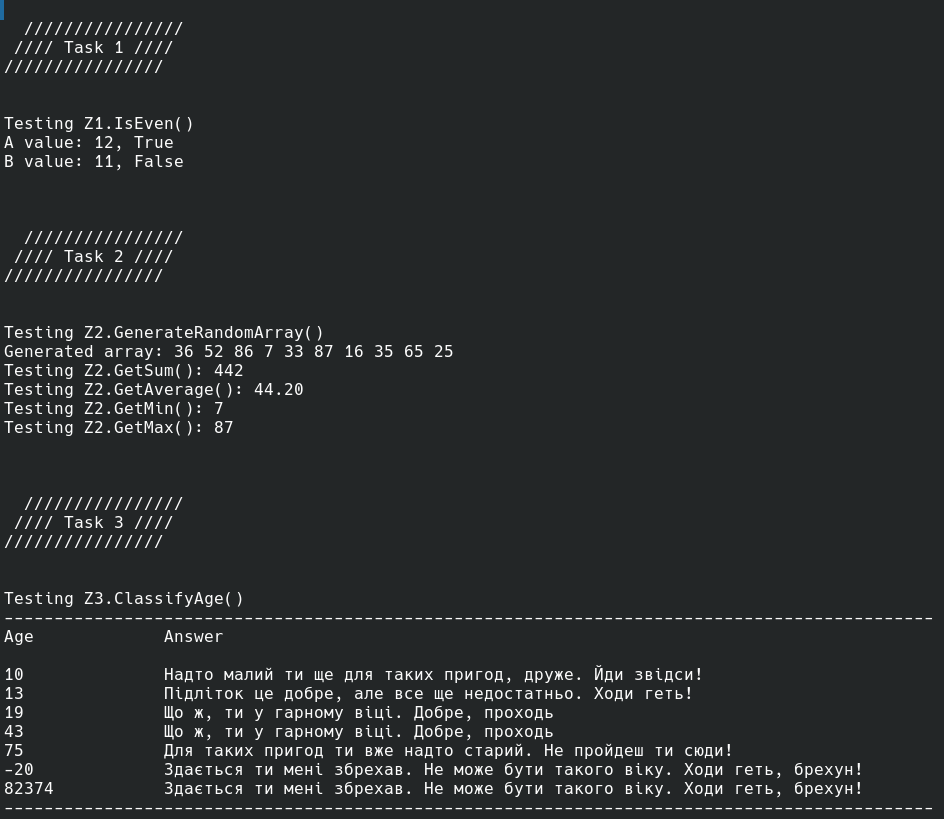 ////////////////
//// Task 1 ////
////////////////
Testing Z1.IsEven()
A value: 12, True
B value: 11, False
////////////////
//// Task 2 ////
////////////////
Testing Z2.GenerateRandomArray()
Generated array: 36 52 86 7 33 87 16 35 65 25
Testing Z2.GetSum(): 442
Testing Z2.GetAverage(): 44.20
Testing Z2.GetMin(): 7
Testing Z2.GetMax(): 87
////////////////
//// Task 3 ////
////////////////
Testing Z3.ClassifyAge()
---------------------------------------------------------------------------------------------
Age Answer
10 Надто малий ти ще для таких пригод, друже. Йди звідси!
13 Підліток це добре, але все ще недостатньо. Ходи геть!
19 Що ж, ти у гарному віці. Добре, проходь
43 Що ж, ти у гарному віці. Добре, проходь
75 Для таких пригод ти вже надто старий. Не пройдеш ти сюди!
-20 Здається ти мені збрехав. Не може бути такого віку. Ходи геть, брехун!
82374 Здається ти мені збрехав. Не може бути такого віку. Ходи геть, брехун!
---------------------------------------------------------------------------------------------